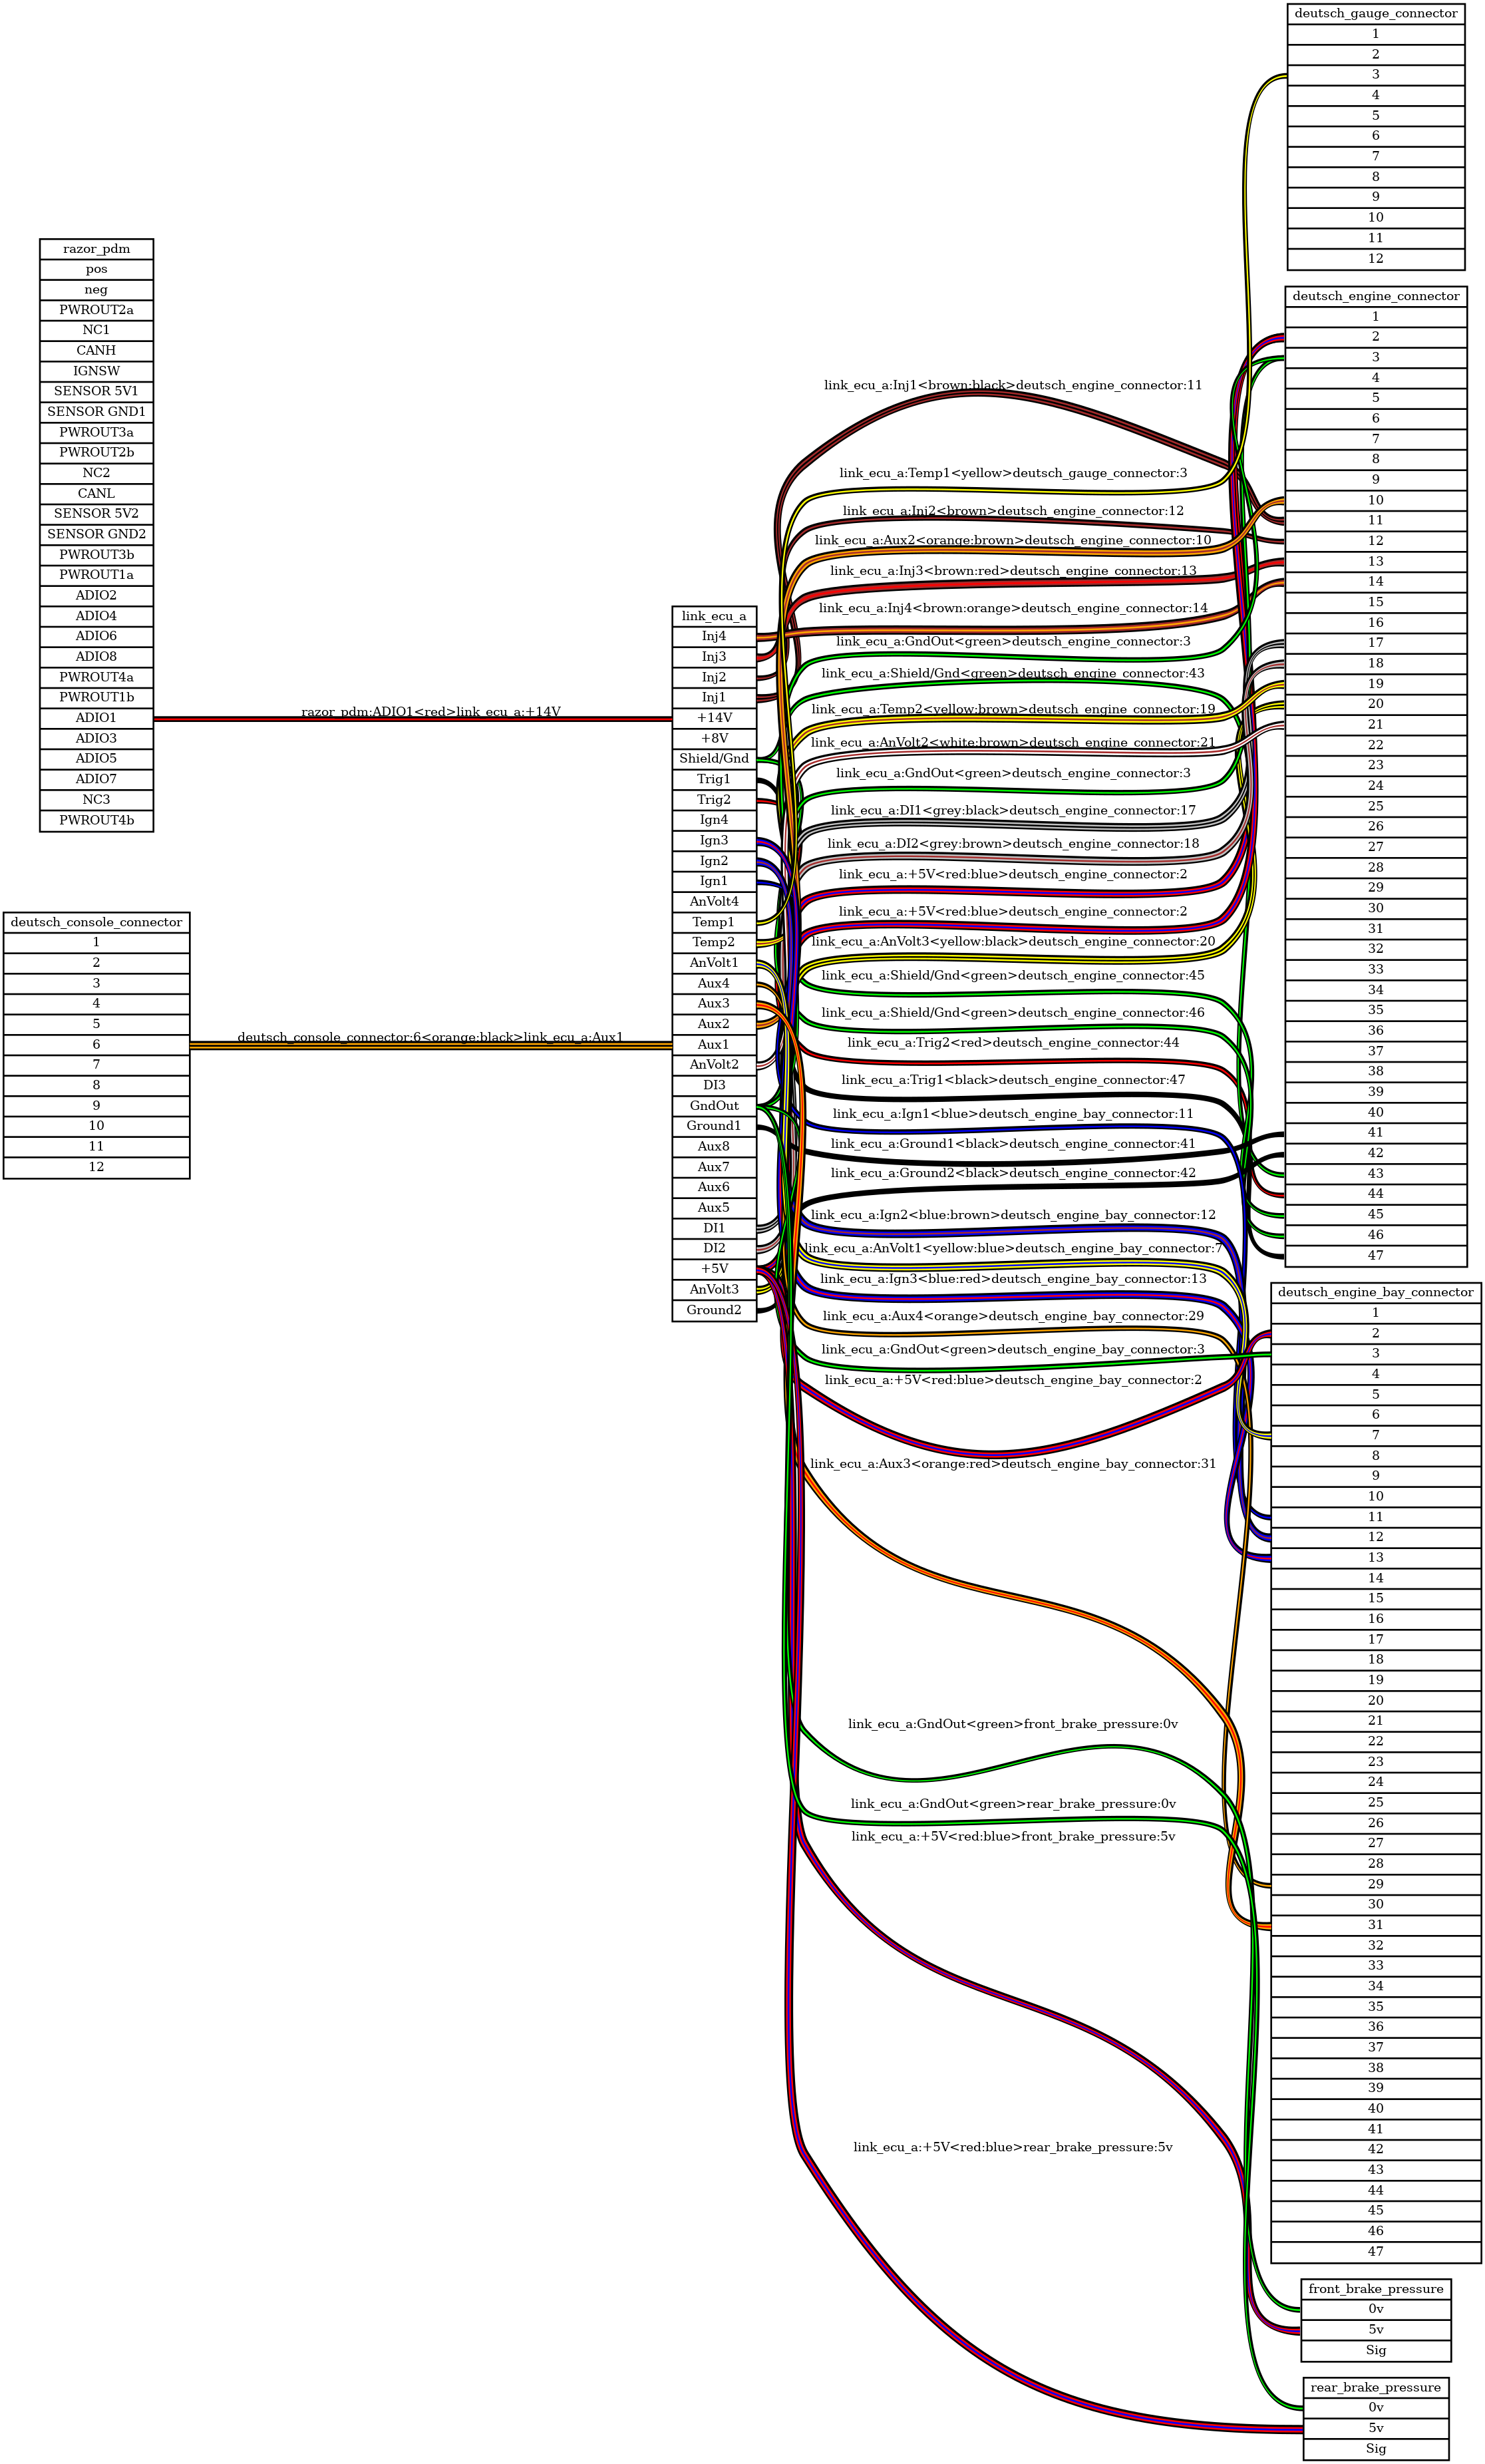 razor_pdm
pos
neg
PWROUT2a
NC1
CANH
IGNSW
SENSOR 5V1
SENSOR GND1
PWROUT3a
PWROUT2b
NC2
CANL
SENSOR 5V2
SENSOR GND2
PWROUT3b
PWROUT1a
ADIO2
ADIO4
ADIO6
ADIO8
PWROUT4a
PWROUT1b
ADIO1
ADIO3
ADIO5
ADIO7
NC3
PWROUT4b
deutsch_console_connector
1
2
3
4
5
6
7
8
9
10
11
12
razor_pdm:ADIO1<red>link_ecu_a:+14V
deutsch_console_connector:6<orange:black>link_ecu_a:Aux1
link_ecu_a
Inj4
Inj3
Inj2
Inj1
+14V
+8V
Shield/Gnd
Trig1
Trig2
Ign4
Ign3
Ign2
Ign1
AnVolt4
Temp1
Temp2
AnVolt1
Aux4
Aux3
Aux2
Aux1
AnVolt2
DI3
GndOut
Ground1
Aux8
Aux7
Aux6
Aux5
DI1
DI2
+5V
AnVolt3
Ground2
link_ecu_a:Inj1<brown:black>deutsch_engine_connector:11
link_ecu_a:Temp1<yellow>deutsch_gauge_connector:3
link_ecu_a:Inj2<brown>deutsch_engine_connector:12
link_ecu_a:Aux2<orange:brown>deutsch_engine_connector:10
link_ecu_a:Inj3<brown:red>deutsch_engine_connector:13
link_ecu_a:Inj4<brown:orange>deutsch_engine_connector:14
link_ecu_a:GndOut<green>deutsch_engine_connector:3
link_ecu_a:Shield/Gnd<green>deutsch_engine_connector:43
link_ecu_a:Temp2<yellow:brown>deutsch_engine_connector:19
link_ecu_a:AnVolt2<white:brown>deutsch_engine_connector:21
link_ecu_a:GndOut<green>deutsch_engine_connector:3
link_ecu_a:DI1<grey:black>deutsch_engine_connector:17
link_ecu_a:DI2<grey:brown>deutsch_engine_connector:18
link_ecu_a:+5V<red:blue>deutsch_engine_connector:2
link_ecu_a:+5V<red:blue>deutsch_engine_connector:2
link_ecu_a:AnVolt3<yellow:black>deutsch_engine_connector:20
link_ecu_a:Shield/Gnd<green>deutsch_engine_connector:45
link_ecu_a:Shield/Gnd<green>deutsch_engine_connector:46
link_ecu_a:Trig2<red>deutsch_engine_connector:44
link_ecu_a:Trig1<black>deutsch_engine_connector:47
link_ecu_a:Ign1<blue>deutsch_engine_bay_connector:11
link_ecu_a:Ground1<black>deutsch_engine_connector:41
link_ecu_a:Ground2<black>deutsch_engine_connector:42
link_ecu_a:Ign2<blue:brown>deutsch_engine_bay_connector:12
link_ecu_a:AnVolt1<yellow:blue>deutsch_engine_bay_connector:7
link_ecu_a:Ign3<blue:red>deutsch_engine_bay_connector:13
link_ecu_a:Aux4<orange>deutsch_engine_bay_connector:29
link_ecu_a:GndOut<green>deutsch_engine_bay_connector:3
link_ecu_a:+5V<red:blue>deutsch_engine_bay_connector:2
link_ecu_a:Aux3<orange:red>deutsch_engine_bay_connector:31
link_ecu_a:GndOut<green>front_brake_pressure:0v
link_ecu_a:GndOut<green>rear_brake_pressure:0v
link_ecu_a:+5V<red:blue>front_brake_pressure:5v
link_ecu_a:+5V<red:blue>rear_brake_pressure:5v
deutsch_gauge_connector
1
2
3
4
5
6
7
8
9
10
11
12
deutsch_engine_connector
1
2
3
4
5
6
7
8
9
10
11
12
13
14
15
16
17
18
19
20
21
22
23
24
25
26
27
28
29
30
31
32
33
34
35
36
37
38
39
40
41
42
43
44
45
46
47
deutsch_engine_bay_connector
1
2
3
4
5
6
7
8
9
10
11
12
13
14
15
16
17
18
19
20
21
22
23
24
25
26
27
28
29
30
31
32
33
34
35
36
37
38
39
40
41
42
43
44
45
46
47
front_brake_pressure
0v
5v
Sig
rear_brake_pressure
0v
5v
Sig